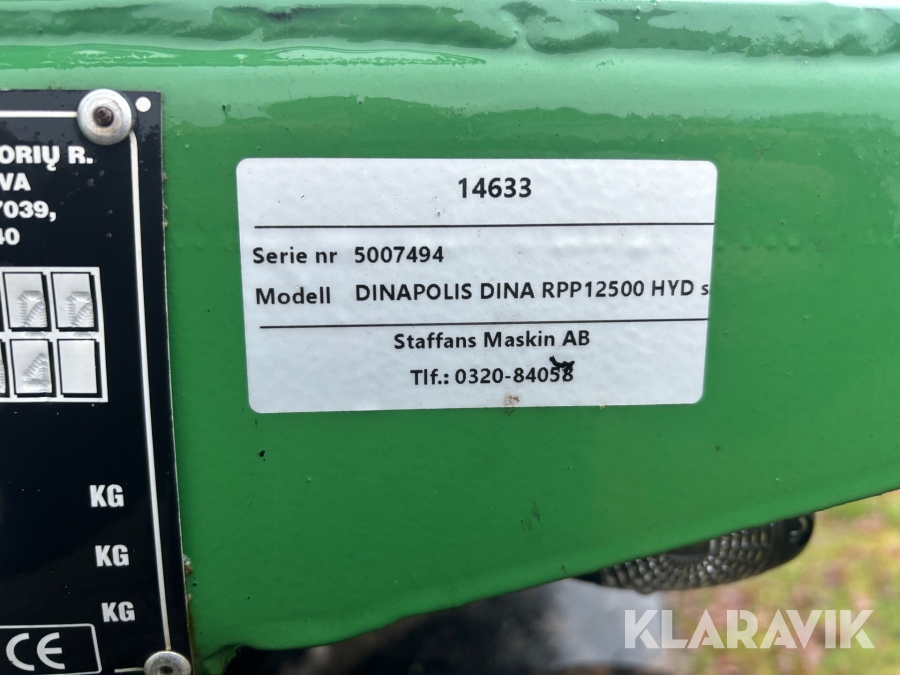 ORIŲ R.
VA
7039,
40
KG
KG
KG
CE
14633
Serie nr 5007494
Modell DINAPOLIS DINA RPP12500 HYD s
Staffans Maskin AB
Tlf.: 0320-84058
KLARAVIK